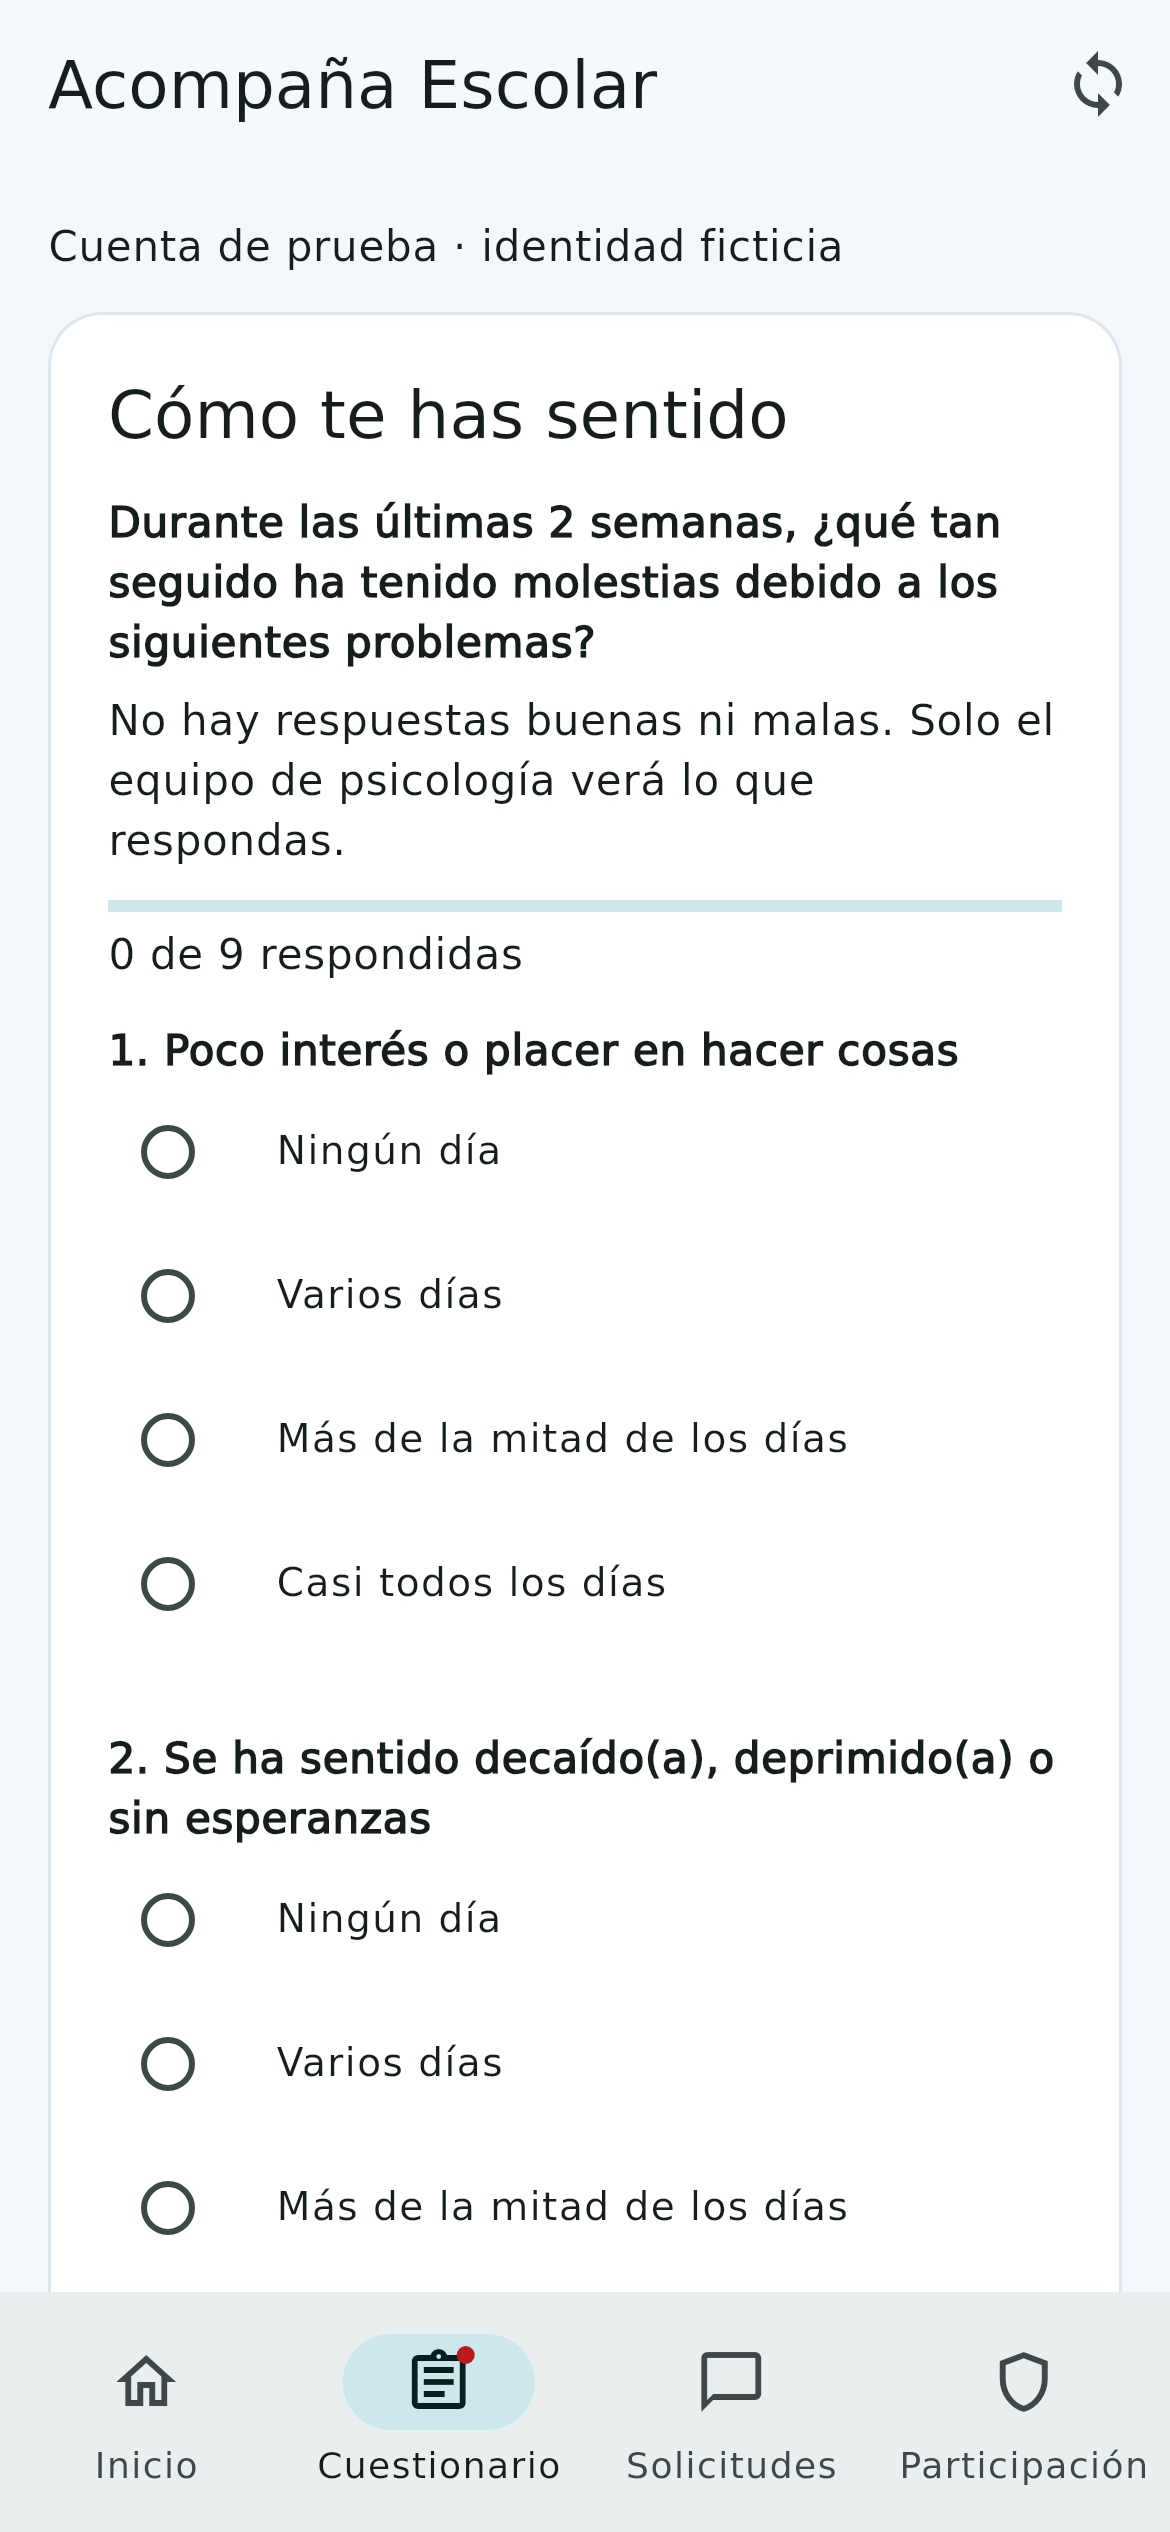 Acompaña Escolar
Cuenta de prueba · identidad ficticia
Cómo te has sentido
Durante las últimas 2 semanas, ¿qué tan
seguido ha tenido molestias debido a los
siguientes problemas?
No hay respuestas buenas ni malas. Solo el
equipo de psicología verá lo que
respondas.
0 de 9 respondidas
1. Poco interés o placer en hacer cosas
Ningún día
Varios días
Más de la mitad de los días
Casi todos los días
2. Se ha sentido decaído(a), deprimido(a) o
sin esperanzas
Ningún día
Varios días
Más de la mitad de los días
Inicio
Cuestionario
Solicitudes
Participación